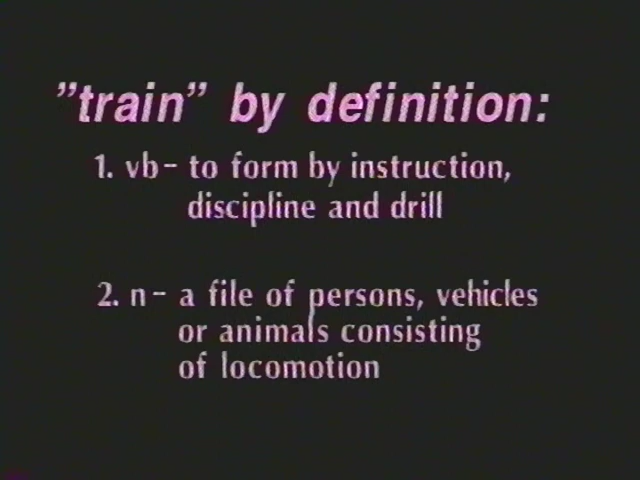 "train" by definition:
1. vb- to form by instruction,
discipline and drill
2. n- a file of persons, vehicles
or animals consisting
of locomotion